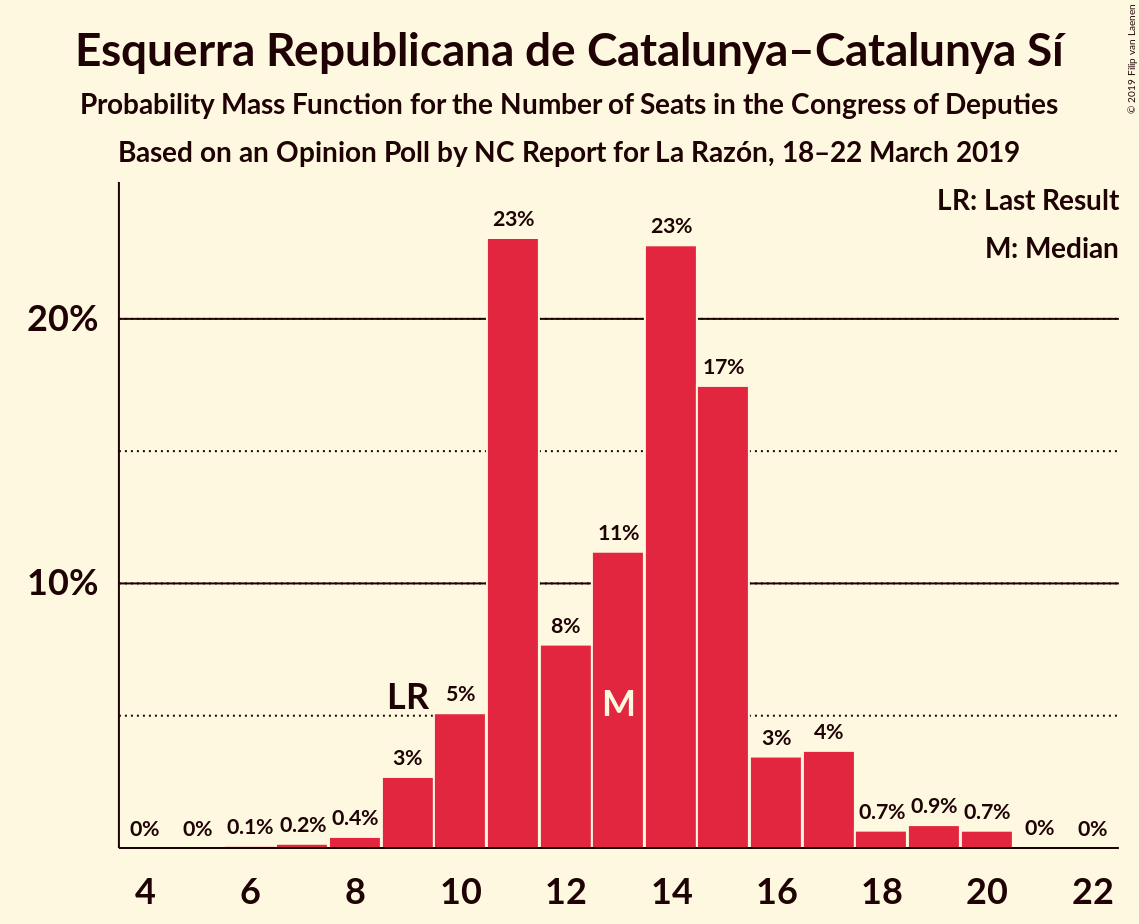 Esquerra Republicana de Catalunya–Catalunya Sí
Probability Mass Function for the Number of Seats in the Congress of Deputies
Based on an Opinion Poll by NC Report for La Razón, 18–22 March 2019
© 2019 Filip van Laenen
LR: Last Result
M: Median
20%
10%
0%
0%
0.1%
0.2%
0.4%
3%
LR
5%
23%
8%
11%
M
23%
17%
3%
4%
0.7%
0.9%
0.7%
0%
0%
4 6 8 10 12 14 16 18 20 22